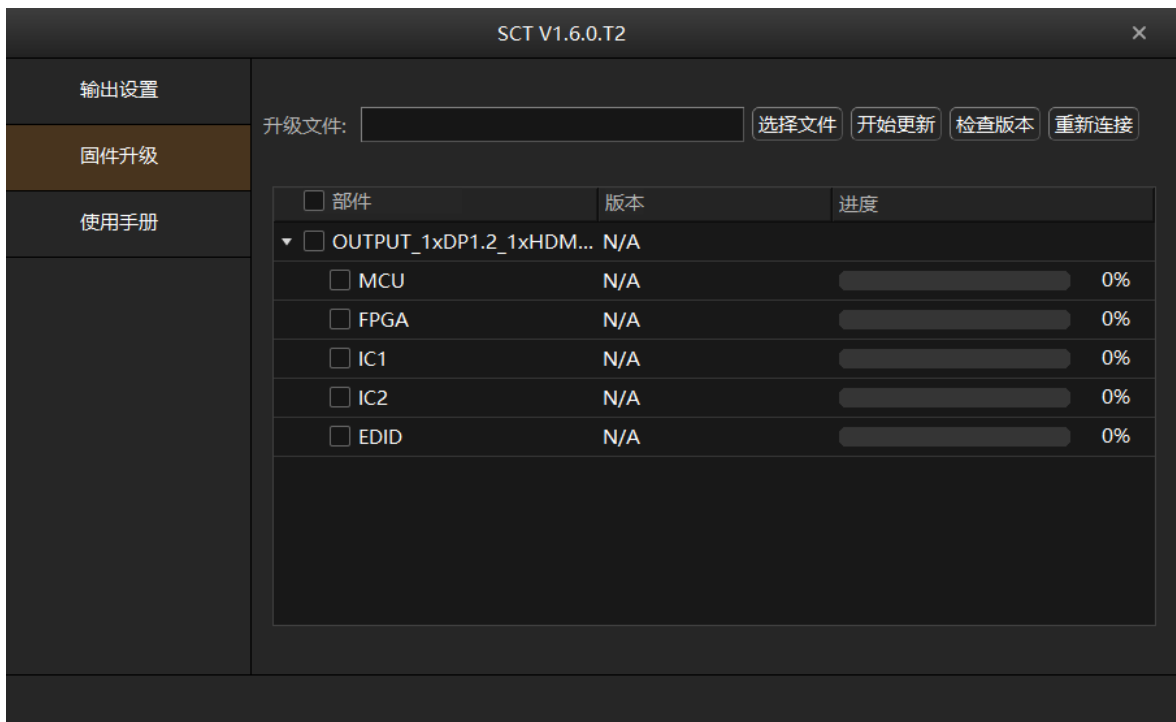 SCT V1.6.0.T2
输出设置
固件升级
使用手册
升级文件: 选择文件 开始更新 检查版本 重新连接
部件 版本 进度
OUTPUT_1xDP1.2_1xHDM... N/A
MCU N/A 0%
FPGA N/A 0%
IC1 N/A 0%
IC2 N/A 0%
EDID N/A 0%